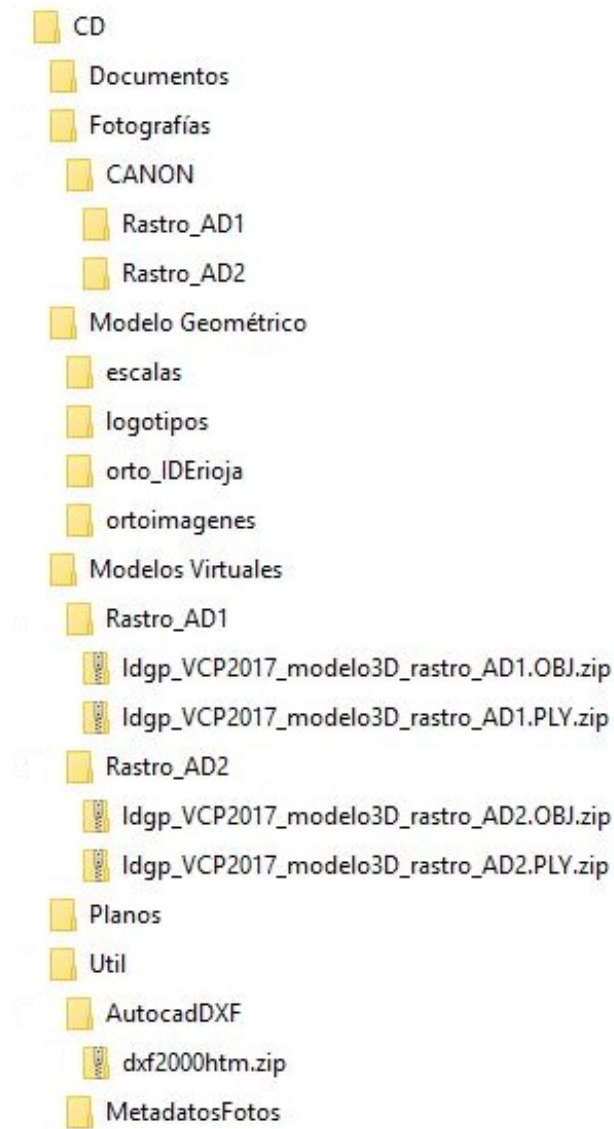 CD
Documentos
Fotografías
CANON
Rastro_AD1
Rastro_AD2
Modelo Geométrico
escalas
logotipos
orto_IDErioja
ortoimagenes
Modelos Virtuales
Rastro_AD1
ldgp_VCP2017_modelo3D_rastro_AD1.OBJ.zip
ldgp_VCP2017_modelo3D_rastro_AD1.PLY.zip
Rastro_AD2
ldgp_VCP2017_modelo3D_rastro_AD2.OBJ.zip
ldgp_VCP2017_modelo3D_rastro_AD2.PLY.zip
Planos
Util
AutocadDXF
dxf2000htm.zip
MetadatosFotos